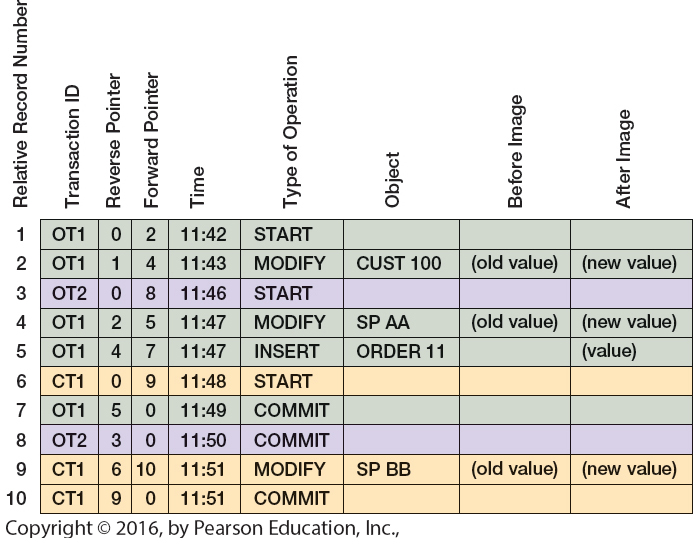 Relative Record Number Transaction ID Reverse Pointer Forward Pointer Time Type of Operation Object Before Image After Image
1 OT1 0 2 11:42 START
2 OT1 1 4 11:43 MODIFY CUST 100 (old value) (new value)
3 OT2 0 8 11:46 START
4 OT1 2 5 11:47 MODIFY SP AA (old value) (new value)
5 OT1 4 7 11:47 INSERT ORDER 11 (value)
6 CT1 0 9 11:48 START
7 OT1 5 0 11:49 COMMIT
8 OT2 3 0 11:50 COMMIT
9 CT1 6 10 11:51 MODIFY SP BB (old value) (new value)
10 CT1 9 0 11:51 COMMIT
Copyright © 2016, by Pearson Education, Inc.,